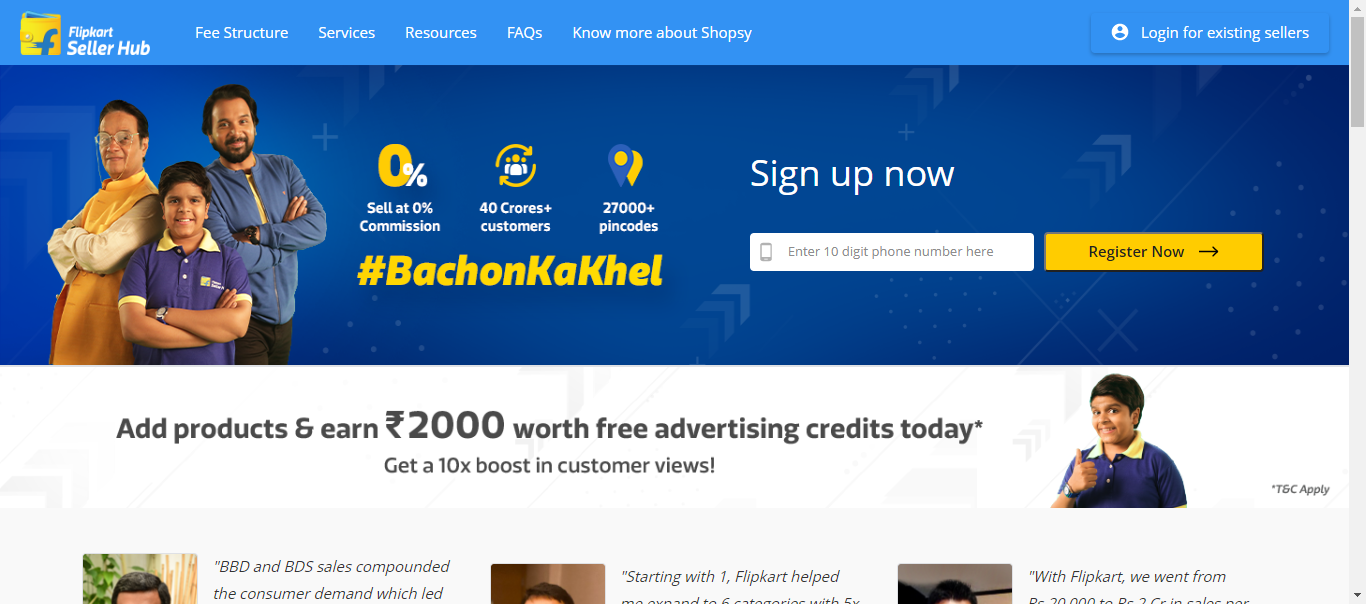 Flipkart
Seller Hub
Fee Structure
Services
Resources
FAQs
Know more about Shopsy
Login for existing sellers
0%
Sell at 0%
Commission
40 Crores+
customers
27000+
pincodes
#BachonKaKhel
Sign up now
Enter 10 digit phone number here
Register Now
Add products & earn ₹2000 worth free advertising credits today*
Get a 10x boost in customer views!
*T&C Apply
"BBD and BDS sales compounded
the consumer demand which led
"Starting with 1, Flipkart helped
me expand to 6 categories with 5x
"With Flipkart, we went from
Rs 20,000 to Rs 2 Cr in sales per